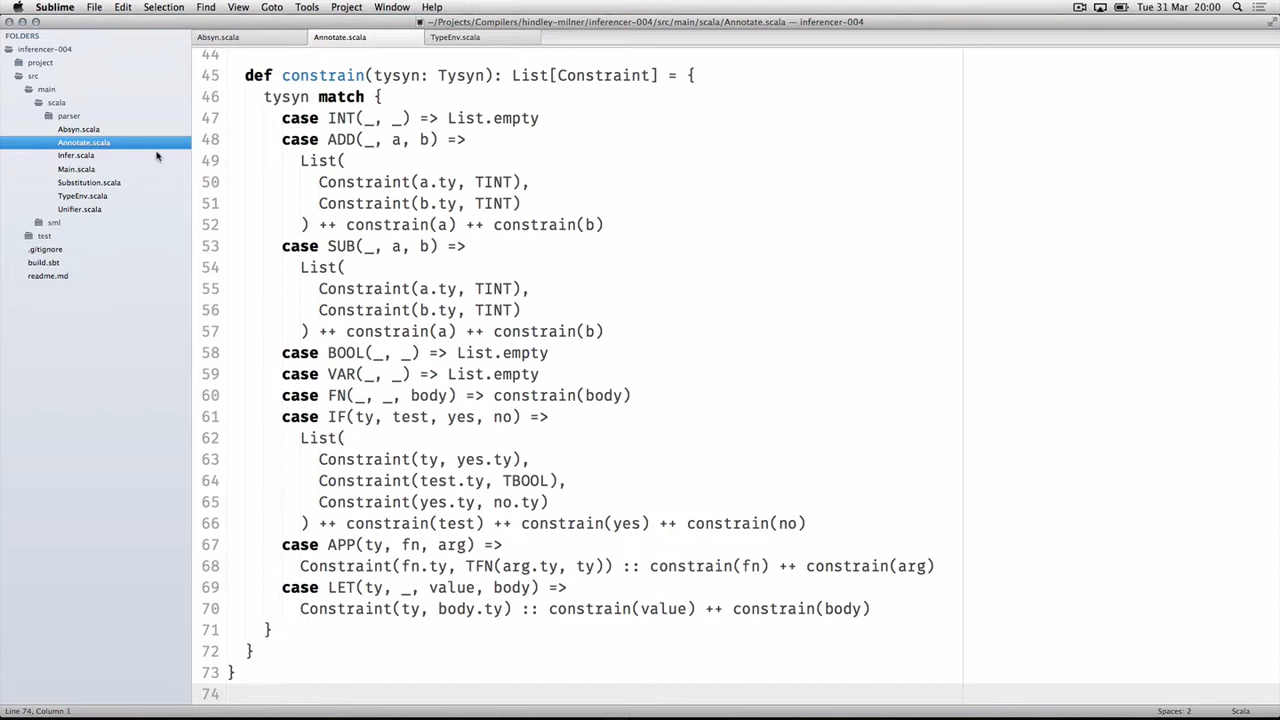 Sublime File Edit Selection Find View Goto Tools Project Window Help Tue 31 Mar 20:00
~/Projects/Compilers/hindley-milner/inferencer-004/src/main/scala/Annotate.scala — inferencer-004
FOLDERS
inferencer-004
project
src
main
scala
parser
Absyn.scala
Annotate.scala
Infer.scala
Main.scala
Substitution.scala
TypeEnv.scala
Unifier.scala
sml
test
.gitignore
build.sbt
readme.md
Absyn.scala Annotate.scala TypeEnv.scala
44
45 def constrain(tysyn: Tysyn): List[Constraint] = {
46 tysyn match {
47 case INT(_, _) => List.empty
48 case ADD(_, a, b) =>
49 List(
50 Constraint(a.ty, TINT),
51 Constraint(b.ty, TINT)
52 ) ++ constrain(a) ++ constrain(b)
53 case SUB(_, a, b) =>
54 List(
55 Constraint(a.ty, TINT),
56 Constraint(b.ty, TINT)
57 ) ++ constrain(a) ++ constrain(b)
58 case BOOL(_, _) => List.empty
59 case VAR(_, _) => List.empty
60 case FN(_, _, body) => constrain(body)
61 case IF(ty, test, yes, no) =>
62 List(
63 Constraint(ty, yes.ty),
64 Constraint(test.ty, TBOOL),
65 Constraint(yes.ty, no.ty)
66 ) ++ constrain(test) ++ constrain(yes) ++ constrain(no)
67 case APP(ty, fn, arg) =>
68 Constraint(fn.ty, TFN(arg.ty, ty)) :: constrain(fn) ++ constrain(arg)
69 case LET(ty, _, value, body) =>
70 Constraint(ty, body.ty) :: constrain(value) ++ constrain(body)
71 }
72 }
73 }
74
Line 74, Column 1 Spaces: 2 Scala